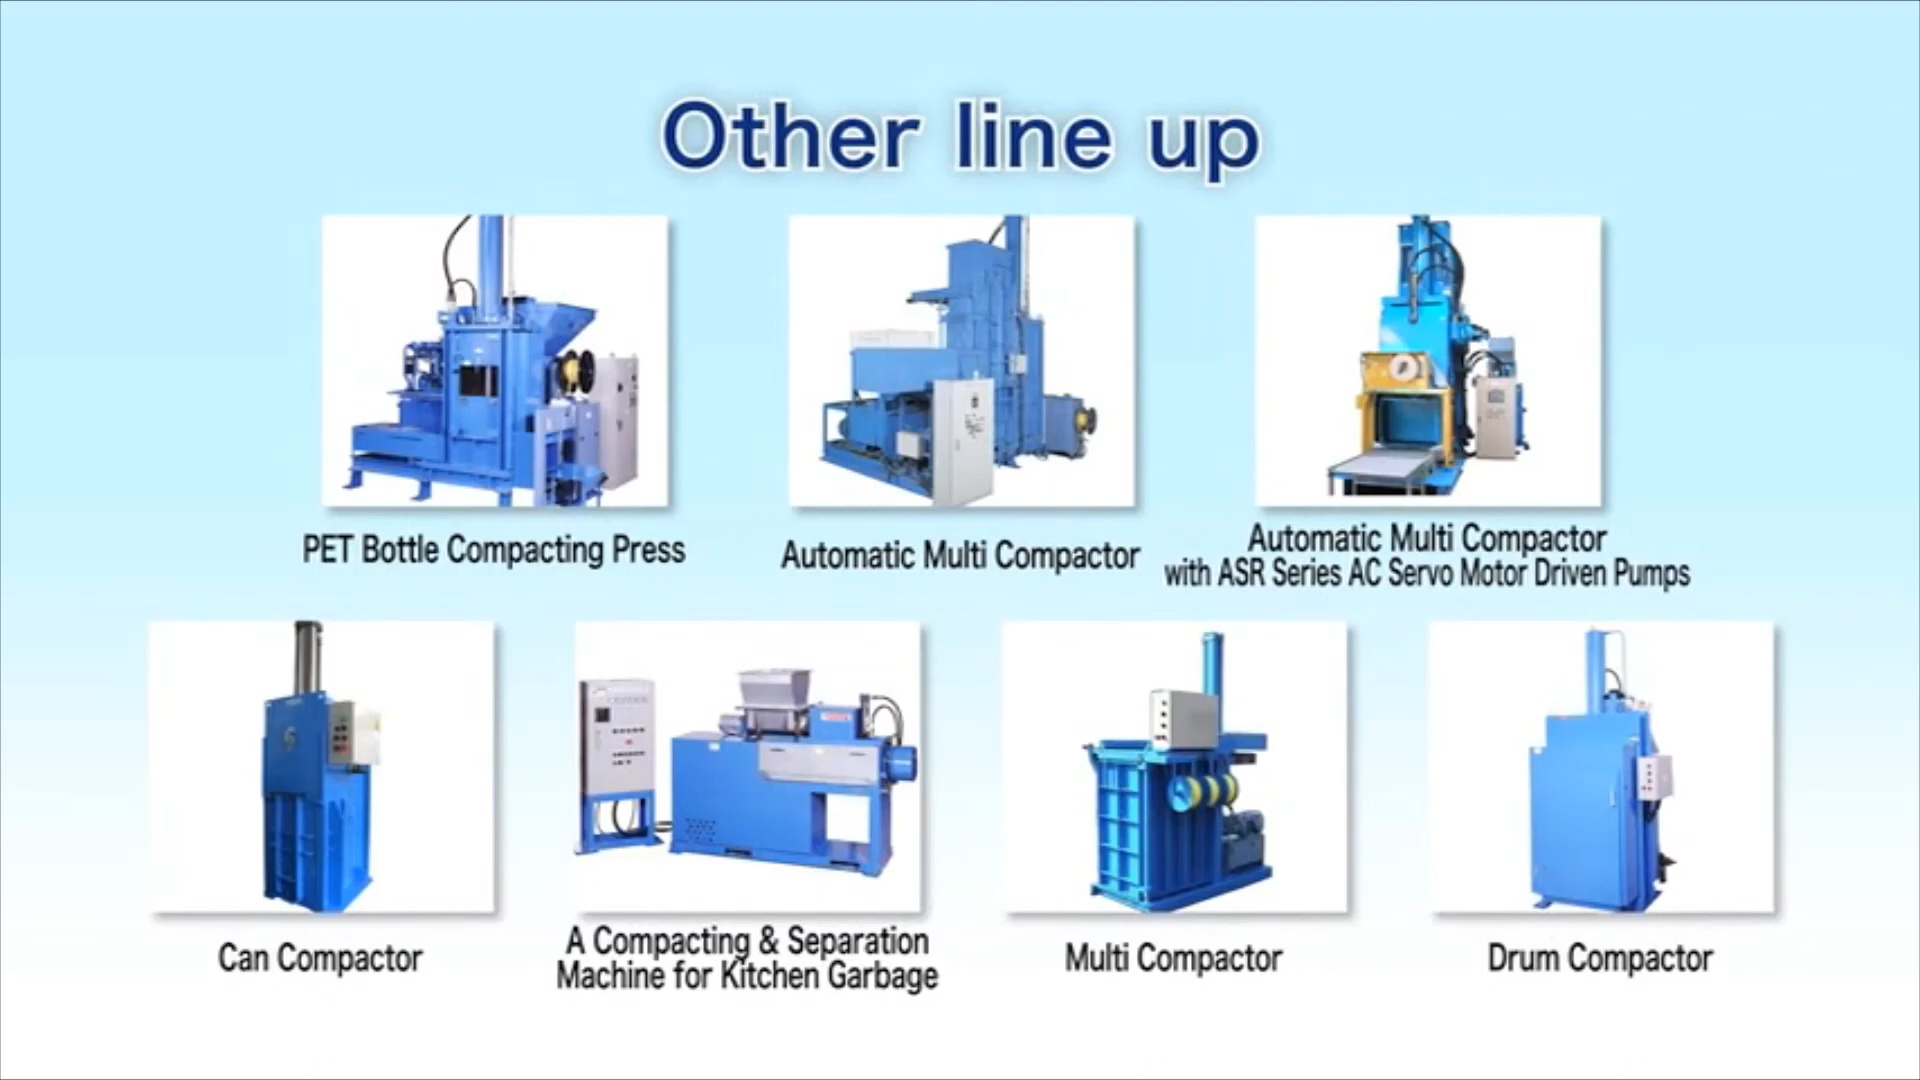 Other line up
PET Bottle Compacting Press
Automatic Multi Compactor
Automatic Multi Compactor
with ASR Series AC Servo Motor Driven Pumps
Can Compactor
A Compacting & Separation
Machine for Kitchen Garbage
Multi Compactor
Drum Compactor